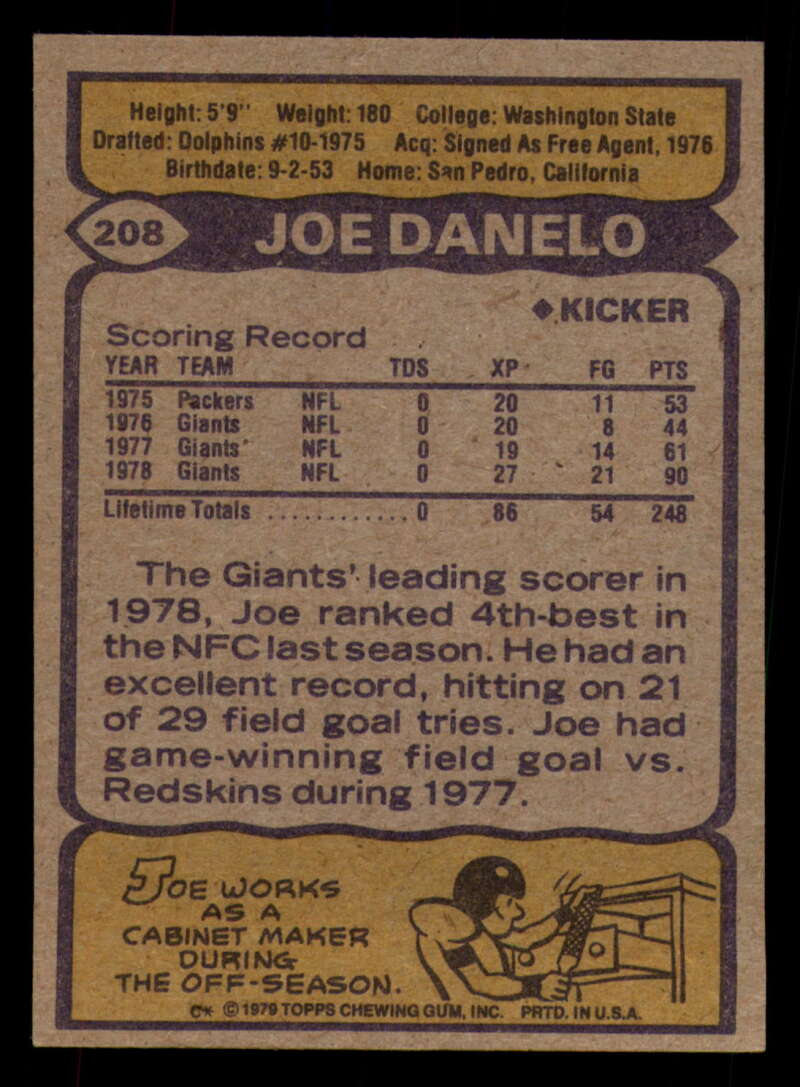 Height: 5'9" Weight: 180 College: Washington State
Drafted: Dolphins #10-1975 Acq: Signed As Free Agent, 1976
Birthdate: 9-2-53 Home: San Pedro, California
208 JOE DANELO
◆ KICKER
Scoring Record
YEAR TEAM TDS XP FG PTS
1975 Packers NFL 0 20 11 53
1976 Giants NFL 0 20 8 44
1977 Giants NFL 0 19 14 61
1978 Giants NFL 0 27 21 90
Lifetime Totals ............ 0 86 54 248
The Giants' leading scorer in
1978, Joe ranked 4th-best in
the NFC last season. He had an
excellent record, hitting on 21
of 29 field goal tries. Joe had
game-winning field goal vs.
Redskins during 1977.
JOE WORKS
AS A
CABINET MAKER
DURING
THE OFF-SEASON.
C* © 1979 TOPPS CHEWING GUM, INC. PRTD. IN U.S.A.